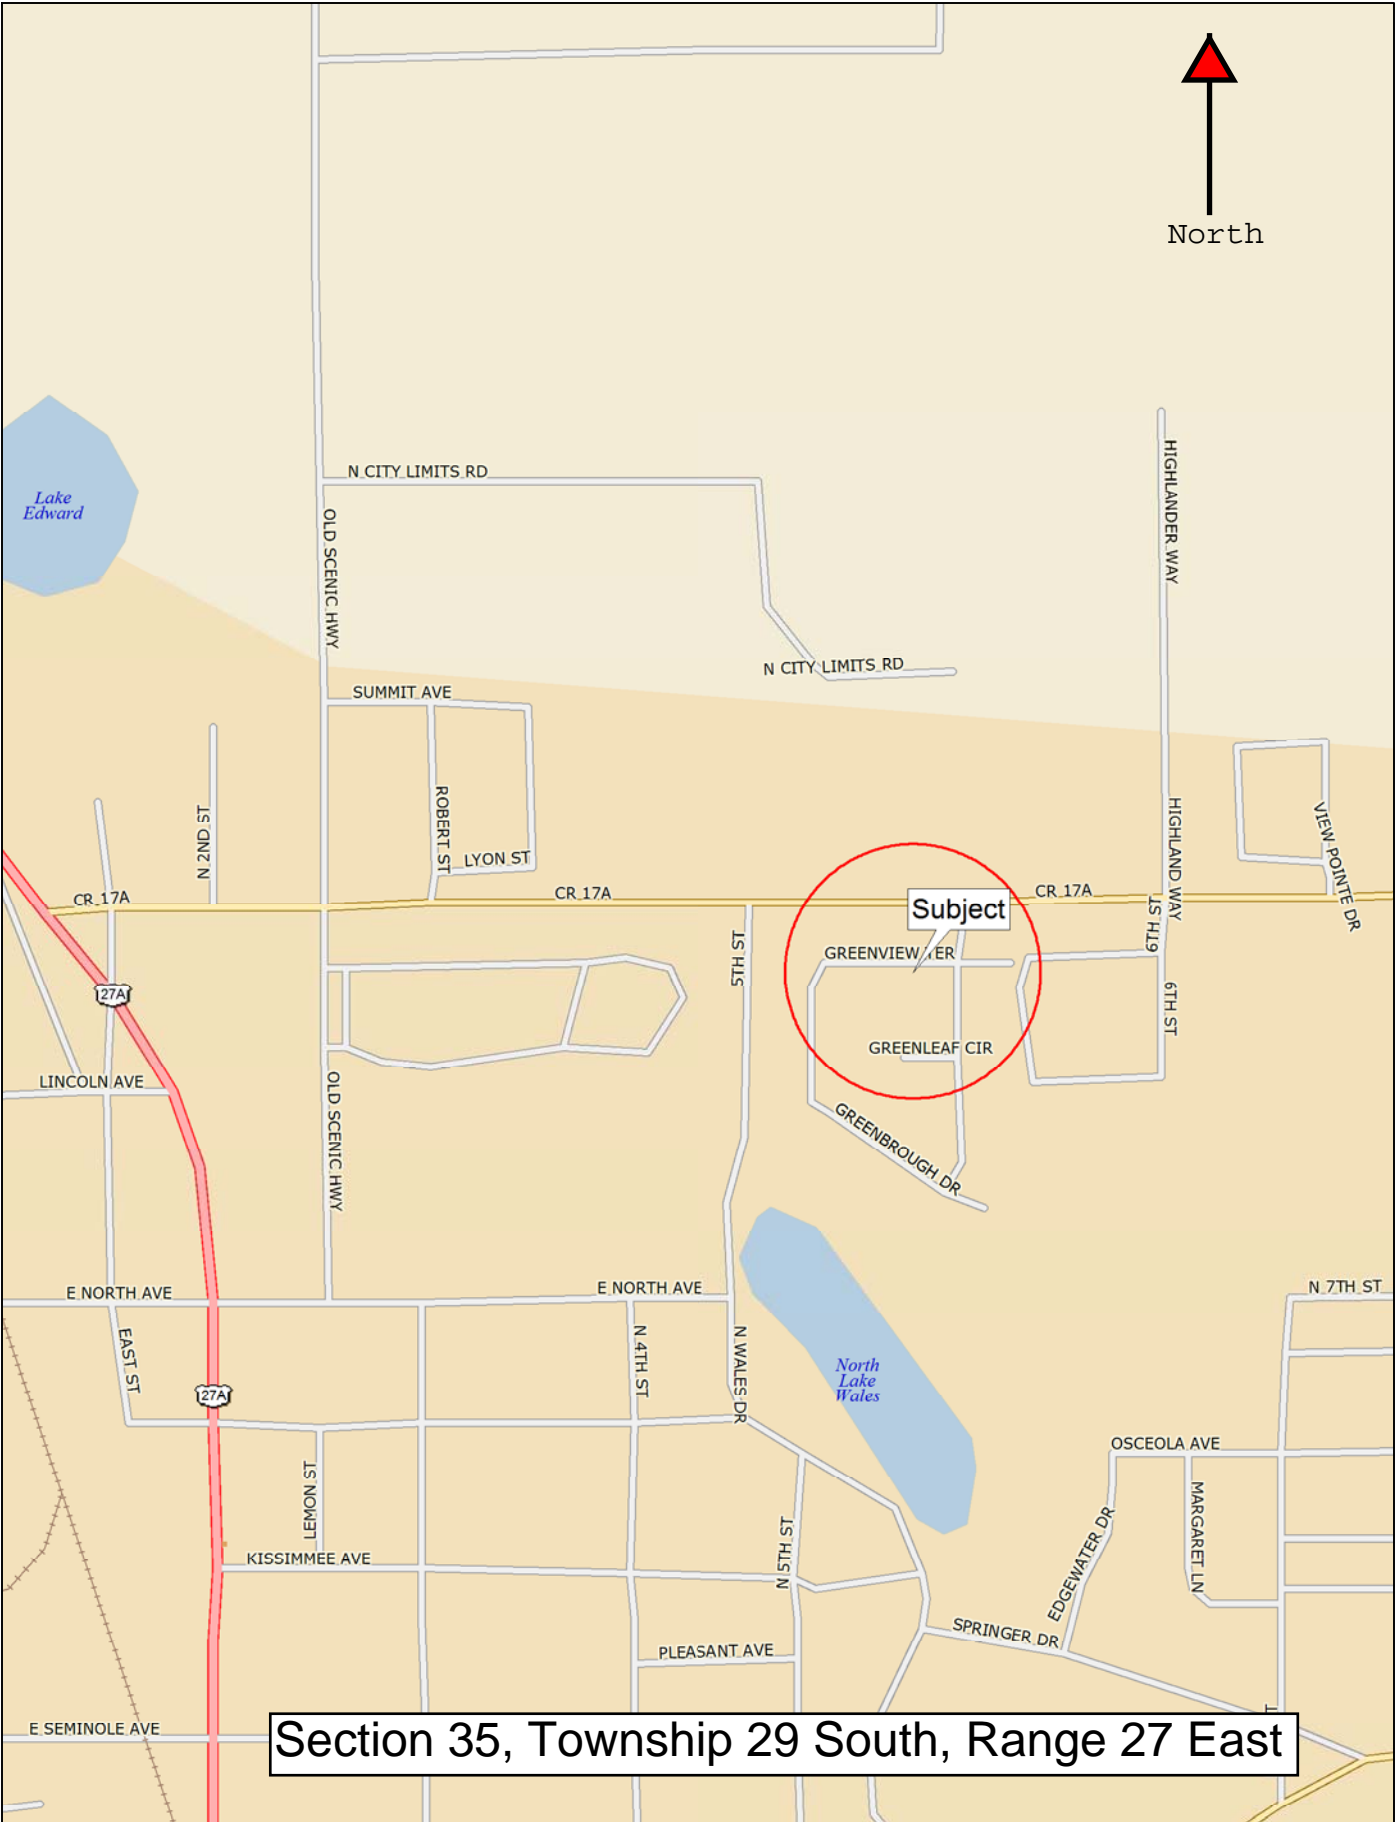 North
Lake
Edward
N CITY LIMITS RD
OLD SCENIC HWY
HIGHLANDER WAY
N CITY LIMITS RD
SUMMIT AVE
N 2ND ST
ROBERT ST
LYON ST
HIGHLAND WAY
VIEW POINTE DR
CR 17A
CR 17A
CR 17A
Subject
5TH ST
GREENVIEW TER
6TH ST
27A
6TH ST
GREENLEAF CIR
LINCOLN AVE
OLD SCENIC HWY
GREENBROUGH DR
E NORTH AVE
E NORTH AVE
N 7TH ST
EAST ST
N 4TH ST
N WALES DR
North
Lake
Wales
27A
OSCEOLA AVE
LEMON ST
MARGARET LN
N 5TH ST
EDGEWATER DR
KISSIMMEE AVE
SPRINGER DR
PLEASANT AVE
E SEMINOLE AVE
Section 35, Township 29 South, Range 27 East